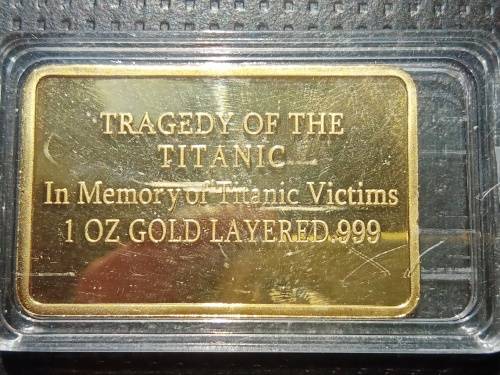 TRAGEDY OF THE
TITANIC
In Memory of Titanic Victims
1 OZ GOLD LAYERED.999